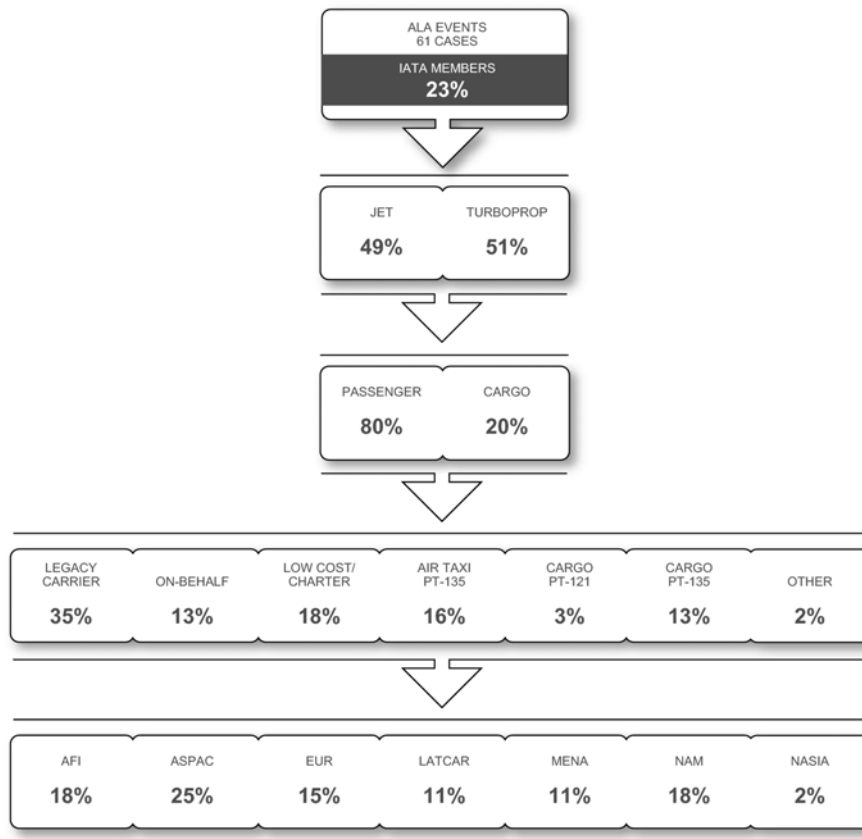 ALA EVENTS
61 CASES
IATA MEMBERS
23%
JET TURBOPROP
49% 51%
PASSENGER CARGO
80% 20%
LEGACY CARRIER ON-BEHALF LOW COST/ CHARTER AIR TAXI PT-135 CARGO PT-121 CARGO PT-135 OTHER
35% 13% 18% 16% 3% 13% 2%
AFI ASPAC EUR LATCAR MENA NAM NASIA
18% 25% 15% 11% 11% 18% 2%